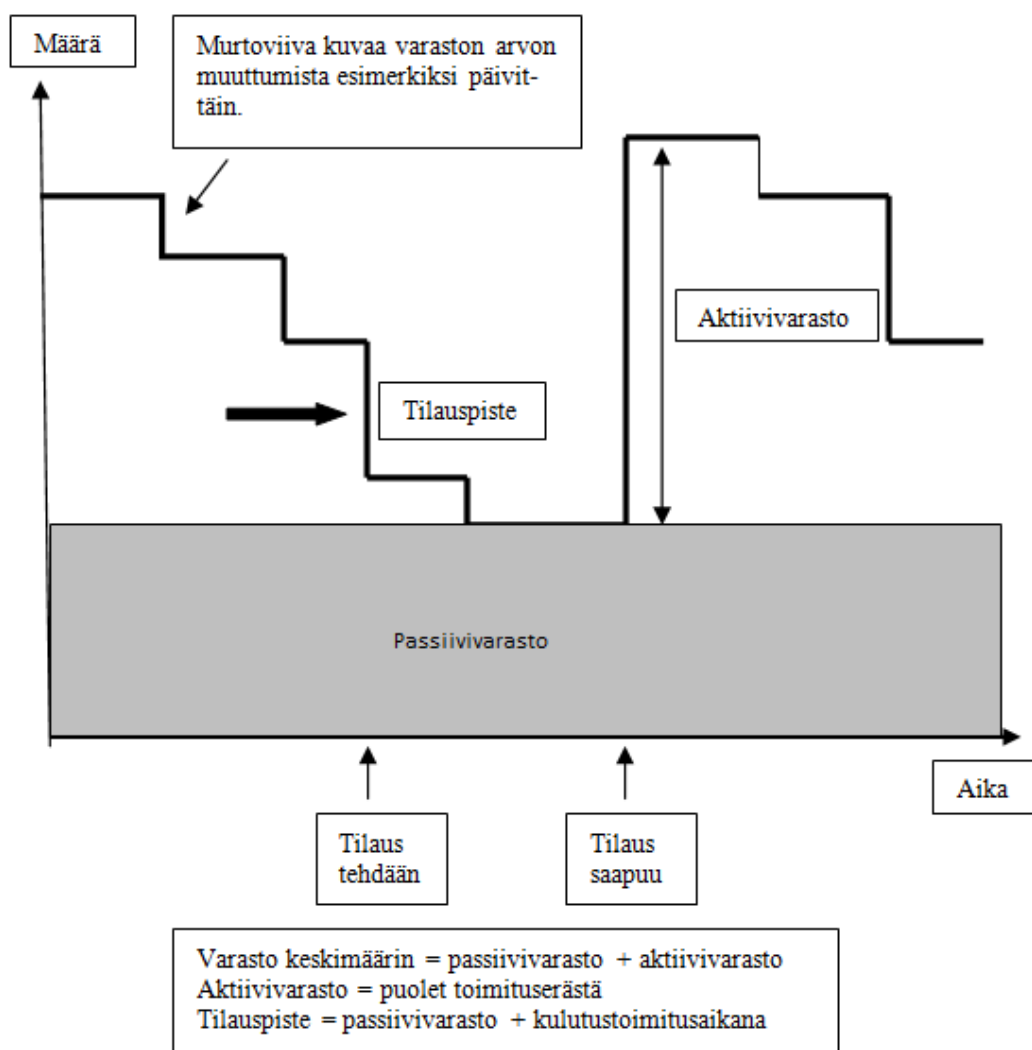 Määrä
Murtoviiva kuvaa varaston arvon
muuttumista esimerkiksi päivit-
täin.
Aktiivivarasto
Tilauspiste
Passiivivarasto
Aika
Tilaus
tehdään
Tilaus
saapuu
Varasto keskimäärin = passiivivarasto + aktiivivarasto
Aktiivivarasto = puolet toimituserästä
Tilauspiste = passiivivarasto + kulutustoimitusaikana